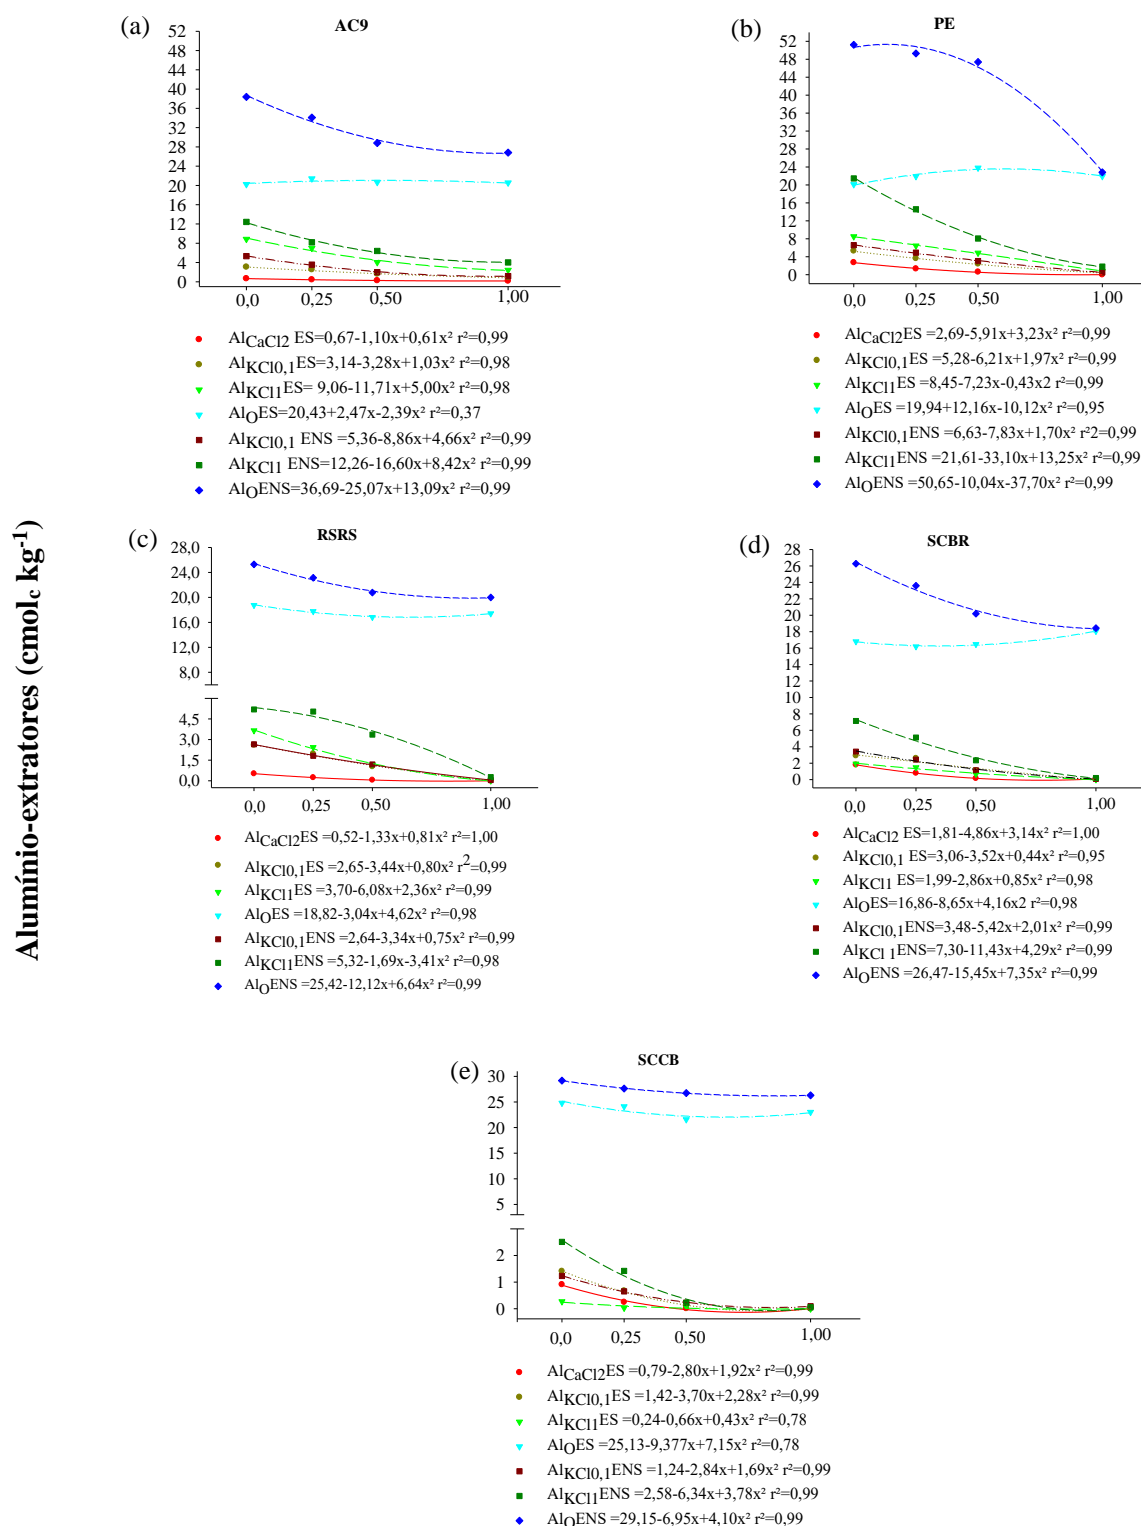 Alumínio-extratores (cmolc kg-1)
(a)
AC9
52
48
44
40
36
32
28
24
20
16
12
8
4
0
0,0 0,25 0,50 1,00
AlCaCl2 ES=0,67-1,10x+0,61x² r²=0,99
AlKCl0,1ES=3,14-3,28x+1,03x² r²=0,98
AlKCl1ES= 9,06-11,71x+5,00x² r²=0,98
AlOES=20,43+2,47x-2,39x² r²=0,37
AlKCl0,1 ENS =5,36-8,86x+4,66x² r²=0,99
AlKCl1 ENS=12,26-16,60x+8,42x² r²=0,99
AlOENS=36,69-25,07x+13,09x² r²=0,99
(b)
PE
52
48
44
40
36
32
28
24
20
16
12
8
4
0
0,0 0,25 0,50 1,00
AlCaCl2ES =2,69-5,91x+3,23x² r²=0,99
AlKCl0,1ES =5,28-6,21x+1,97x² r²=0,99
AlKCl1ES =8,45-7,23x-0,43x2 r²=0,99
AlOES =19,94+12,16x-10,12x² r²=0,95
AlKCl0,1ENS =6,63-7,83x+1,70x² r²2=0,99
AlKCl1ENS =21,61-33,10x+13,25x² r²=0,99
AlOENS =50,65-10,04x-37,70x² r²=0,99
(c)
RSRS
28,0
24,0
20,0
16,0
12,0
8,0
4,5
3,0
1,5
0,0
0,0 0,25 0,50 1,00
AlCaCl2ES =0,52-1,33x+0,81x² r²=1,00
AlKCl0,1ES =2,65-3,44x+0,80x² r2=0,99
AlKCl1ES =3,70-6,08x+2,36x² r²=0,99
AlOES =18,82-3,04x+4,62x² r²=0,98
AlKCl0,1ENS =2,64-3,34x+0,75x² r²=0,99
AlKCl1ENS =5,32-1,69x-3,41x² r²=0,98
AlOENS =25,42-12,12x+6,64x² r²=0,99
(d)
SCBR
28
26
24
22
20
18
16
14
12
10
8
6
4
2
0
0,0 0,25 0,50 1,00
AlCaCl2 ES=1,81-4,86x+3,14x² r²=1,00
AlKCl0,1 ES=3,06-3,52x+0,44x² r²=0,95
AlKCl1 ES=1,99-2,86x+0,85x² r²=0,98
AlOES=16,86-8,65x+4,16x2 r²=0,98
AlKCl0,1ENS=3,48-5,42x+2,01x² r²=0,99
AlKCl 1ENS=7,30-11,43x+4,29x² r²=0,99
AlOENS =26,47-15,45x+7,35x² r²=0,99
(e)
SCCB
30
25
20
15
10
5
2
1
0
0,0 0,25 0,50 1,00
AlCaCl2ES =0,79-2,80x+1,92x² r²=0,99
AlKCl0,1ES =1,42-3,70x+2,28x² r²=0,99
AlKCl1ES =0,24-0,66x+0,43x² r²=0,78
AlOES =25,13-9,377x+7,15x² r²=0,78
AlKCl0,1ENS =1,24-2,84x+1,69x² r²=0,99
AlKCl1ENS =2,58-6,34x+3,78x² r²=0,99
AlOENS =29,15-6,95x+4,10x² r²=0,99